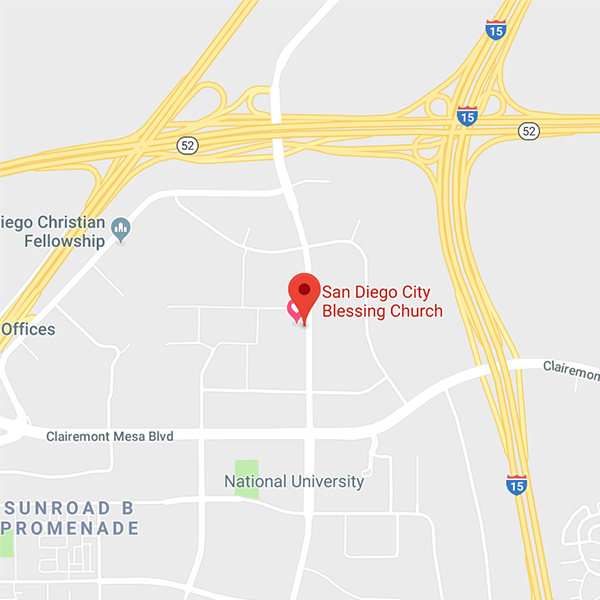 15
15
52
52
iego Christian
Fellowship
San Diego City
Blessing Church
Offices
Clairemon
Clairemont Mesa Blvd
National University
15
SUNROAD B
PROMENADE